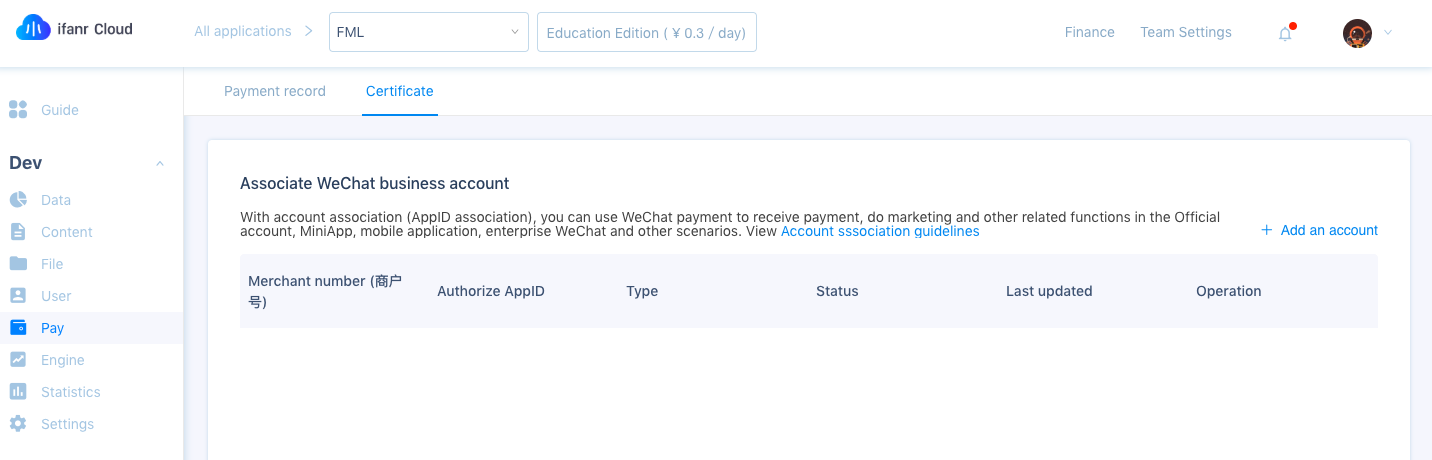 ifanr Cloud
All applications
FML
Education Edition ( ¥ 0.3 / day)
Finance
Team Settings
Guide
Dev
Data
Content
File
User
Pay
Engine
Statistics
Settings
Payment record
Certificate
Associate WeChat business account
With account association (AppID association), you can use WeChat payment to receive payment, do marketing and other related functions in the Official
account, MiniApp, mobile application, enterprise WeChat and other scenarios. View Account sssociation guidelines
+ Add an account
Merchant number (商户
号)
Authorize AppID
Type
Status
Last updated
Operation